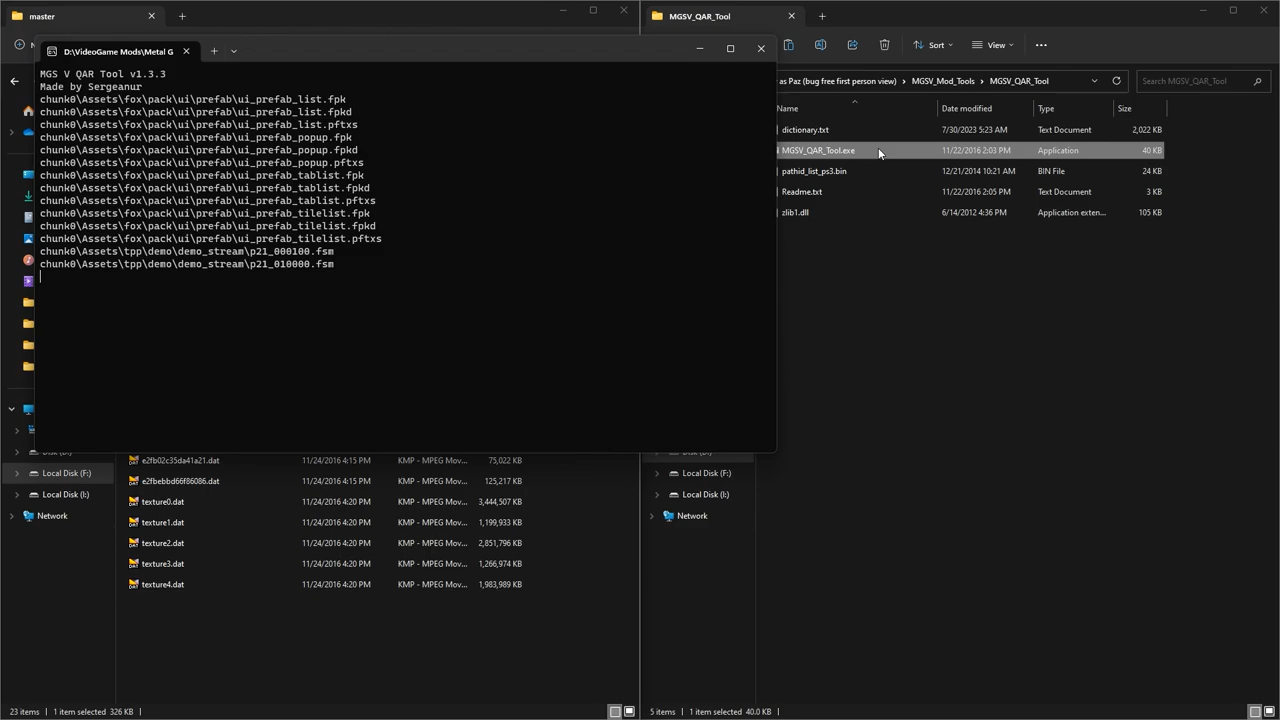 master
MGSV_QAR_Tool
D:\VideoGame Mods\Metal G
Sort
View
MGS V QAR Tool v1.3.3
Made by Sergeanur
chunk0\Assets\fox\pack\ui\prefab\ui_prefab_list.fpk
chunk0\Assets\fox\pack\ui\prefab\ui_prefab_list.fpkd
chunk0\Assets\fox\pack\ui\prefab\ui_prefab_list.pftxs
chunk0\Assets\fox\pack\ui\prefab\ui_prefab_popup.fpk
chunk0\Assets\fox\pack\ui\prefab\ui_prefab_popup.fpkd
chunk0\Assets\fox\pack\ui\prefab\ui_prefab_popup.pftxs
chunk0\Assets\fox\pack\ui\prefab\ui_prefab_tablist.fpk
chunk0\Assets\fox\pack\ui\prefab\ui_prefab_tablist.fpkd
chunk0\Assets\fox\pack\ui\prefab\ui_prefab_tablist.pftxs
chunk0\Assets\fox\pack\ui\prefab\ui_prefab_tilelist.fpk
chunk0\Assets\fox\pack\ui\prefab\ui_prefab_tilelist.fpkd
chunk0\Assets\fox\pack\ui\prefab\ui_prefab_tilelist.pftxs
chunk0\Assets\tpp\demo\demo_stream\p21_000100.fsm
chunk0\Assets\tpp\demo\demo_stream\p21_010000.fsm
as Paz (bug free first person view) > MGSV_Mod_Tools > MGSV_QAR_Tool
Search MGSV_QAR_Tool
Name Date modified Type Size
dictionary.txt 7/30/2023 5:23 AM Text Document 2,022 KB
MGSV_QAR_Tool.exe 11/22/2016 2:03 PM Application 40 KB
pathid_list_ps3.bin 12/21/2014 10:21 AM BIN File 24 KB
Readme.txt 11/22/2016 2:05 PM Text Document 3 KB
zlib1.dll 6/14/2012 4:36 PM Application exten... 105 KB
e2fb02c35da41a21.dat 11/24/2016 4:15 PM KMP - MPEG Mov... 75,022 KB
e2fbebbd66f86086.dat 11/24/2016 4:15 PM KMP - MPEG Mov... 125,217 KB
texture0.dat 11/24/2016 4:20 PM KMP - MPEG Mov... 3,444,507 KB
texture1.dat 11/24/2016 4:20 PM KMP - MPEG Mov... 1,199,933 KB
texture2.dat 11/24/2016 4:20 PM KMP - MPEG Mov... 2,851,796 KB
texture3.dat 11/24/2016 4:20 PM KMP - MPEG Mov... 1,266,974 KB
texture4.dat 11/24/2016 4:20 PM KMP - MPEG Mov... 1,983,989 KB
Local Disk (F:)
Local Disk (I:)
Network
Local Disk (F:)
Local Disk (I:)
Network
23 items 1 item selected 326 KB
5 items 1 item selected 40.0 KB